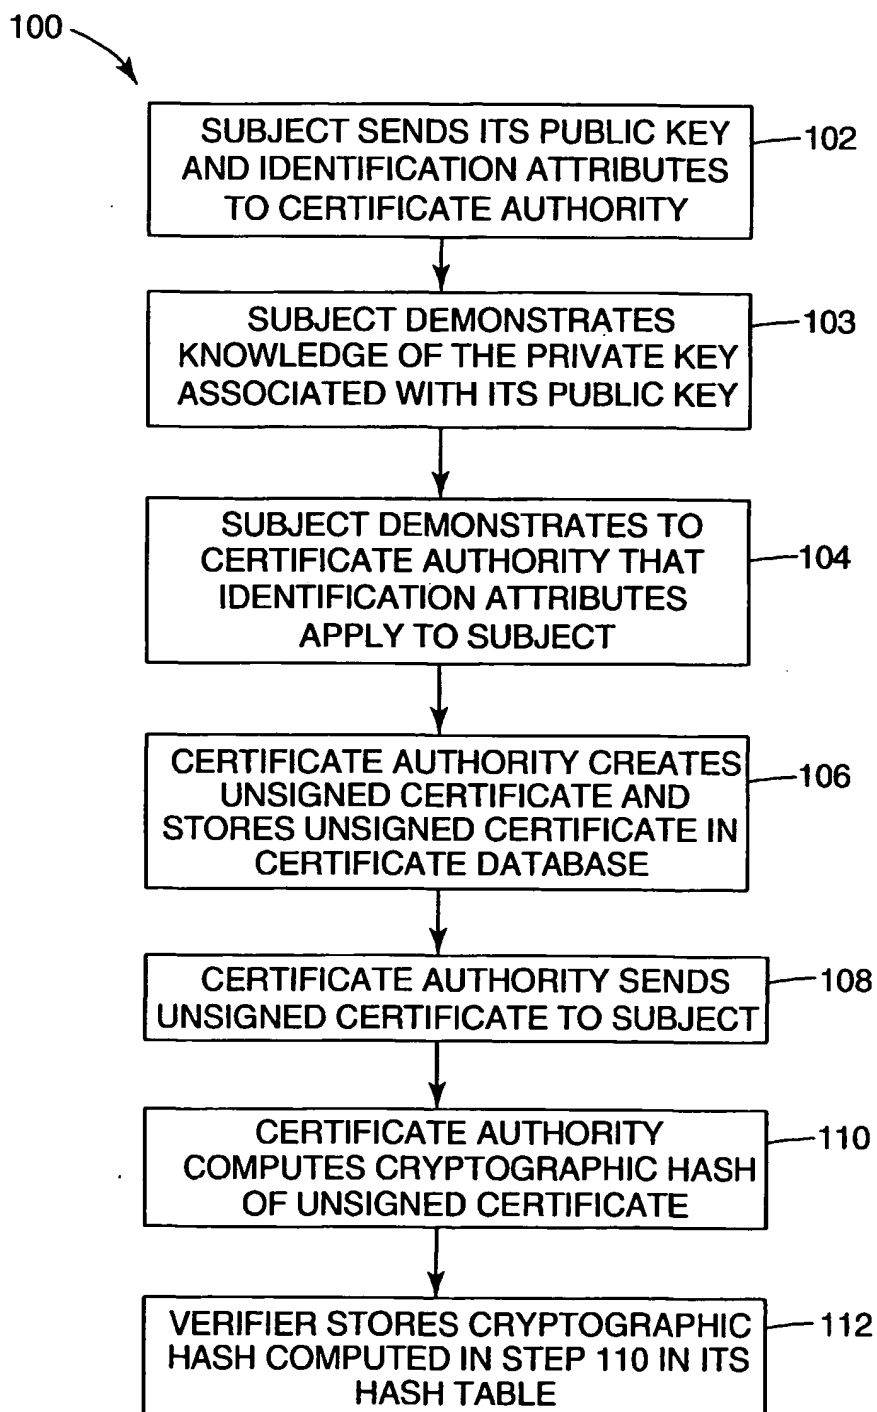 100
SUBJECT SENDS ITS PUBLIC KEY
AND IDENTIFICATION ATTRIBUTES
TO CERTIFICATE AUTHORITY
102
SUBJECT DEMONSTRATES
KNOWLEDGE OF THE PRIVATE KEY
ASSOCIATED WITH ITS PUBLIC KEY
103
SUBJECT DEMONSTRATES TO
CERTIFICATE AUTHORITY THAT
IDENTIFICATION ATTRIBUTES
APPLY TO SUBJECT
104
CERTIFICATE AUTHORITY CREATES
UNSIGNED CERTIFICATE AND
STORES UNSIGNED CERTIFICATE IN
CERTIFICATE DATABASE
106
CERTIFICATE AUTHORITY SENDS
UNSIGNED CERTIFICATE TO SUBJECT
108
CERTIFICATE AUTHORITY
COMPUTES CRYPTOGRAPHIC HASH
OF UNSIGNED CERTIFICATE
110
VERIFIER STORES CRYPTOGRAPHIC
HASH COMPUTED IN STEP 110 IN ITS
HASH TABLE
112